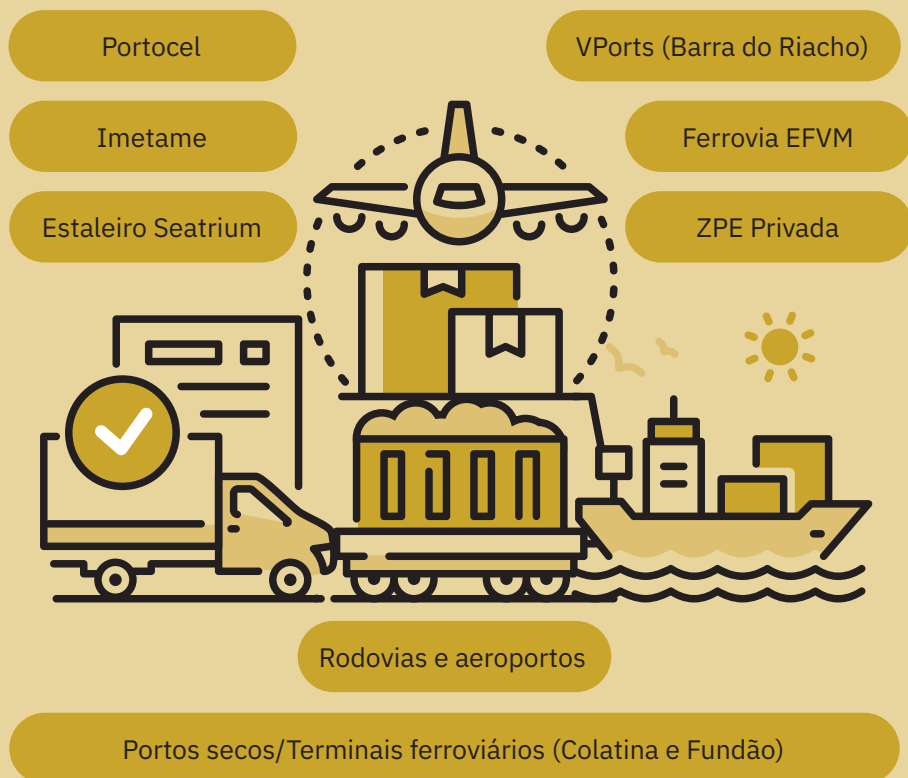 Portocel
VPorts (Barra do Riacho)
Imetame
Ferrovia EFVM
Estaleiro Seatrium
ZPE Privada
Rodovias e aeroportos
Portos secos/Terminais ferroviários (Colatina e Fundão)